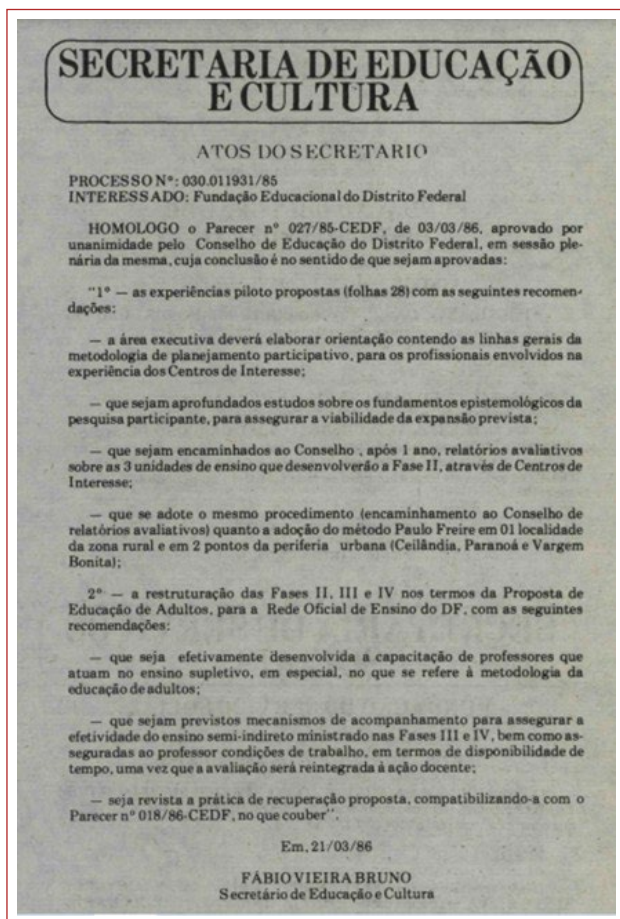 SECRETARIA DE EDUCAÇÃO
E CULTURA
ATOS DO SECRETARIO
PROCESSO Nº: 030.011931/85
INTERESSADO: Fundação Educacional do Distrito Federal
HOMOLOGO o Parecer nº 027/85-CEDF, de 03/03/86, aprovado por
unanimidade pelo Conselho de Educação do Distrito Federal, em sessão ple-
nária da mesma, cuja conclusão é no sentido de que sejam aprovadas:
"1º — as experiências piloto propostas (folhas 28) com as seguintes recomen-
dações:
— a área executiva deverá elaborar orientação contendo as linhas gerais da
metodologia de planejamento participativo, para os profissionais envolvidos na
experiência dos Centros de Interesse;
— que sejam aprofundados estudos sobre os fundamentos epistemológicos da
pesquisa participante, para assegurar a viabilidade da expansão prevista;
— que sejam encaminhados ao Conselho , após 1 ano, relatórios avaliativos
sobre as 3 unidades de ensino que desenvolverão a Fase II, através de Centros de
Interesse;
— que se adote o mesmo procedimento (encaminhamento ao Conselho de
relatórios avaliativos) quanto a adoção do método Paulo Freire em 01 localidade
da zona rural e em 2 pontos da periferia urbana (Ceilândia, Paranoá e Vargem
Bonita);
2º — a restruturação das Fases II, III e IV nos termos da Proposta de
Educação de Adultos, para a Rede Oficial de Ensino do DF, com as seguintes
recomendações:
— que seja efetivamente desenvolvida a capacitação de professores que
atuam no ensino supletivo, em especial, no que se refere à metodologia da
educação de adultos;
— que sejam previstos mecanismos de acompanhamento para assegurar a
efetividade do ensino semi-indireto ministrado nas Fases III e IV, bem como as-
seguradas ao professor condições de trabalho, em termos de disponibilidade de
tempo, uma vez que a avaliação será reintegrada à ação docente;
— seja revista a prática de recuperação proposta, compatibilizando-a com o
Parecer nº 018/86-CEDF, no que couber".
Em, 21/03/86
FÁBIO VIEIRA BRUNO
Secretário de Educação e Cultura